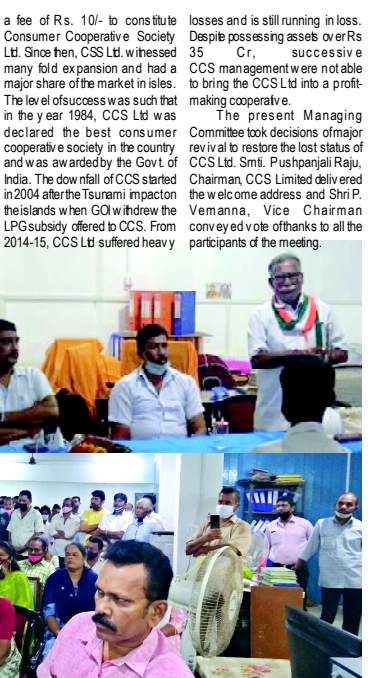 a fee of Rs. 10/- to constitute
Consumer Cooperative Society
Ltd. Since then, CSS Ltd. witnessed
many fold expansion and had a
major share of the market in isles.
The level of success was such that
in the year 1984, CCS Ltd was
declared the best consumer
cooperative society in the country
and was awarded by the Govt. of
India. The downfall of CCS started
in 2004 after the Tsunami impact on
the islands when GOI withdrew the
LPG subsidy offered to CCS. From
2014-15, CCS Ltd suffered heavy
losses and is still running in loss.
Despite possessing assets over Rs
35 Cr, successive
CCS management were not able
to bring the CCS Ltd into a profit-
making cooperative.
The present Managing
Committee took decisions of major
revival to restore the lost status of
CCS Ltd. Smti. Pushpanjali Raju,
Chairman, CCS Limited delivered
the welcome address and Shri P.
Vemanna, Vice Chairman
conveyed vote of thanks to all the
participants of the meeting.